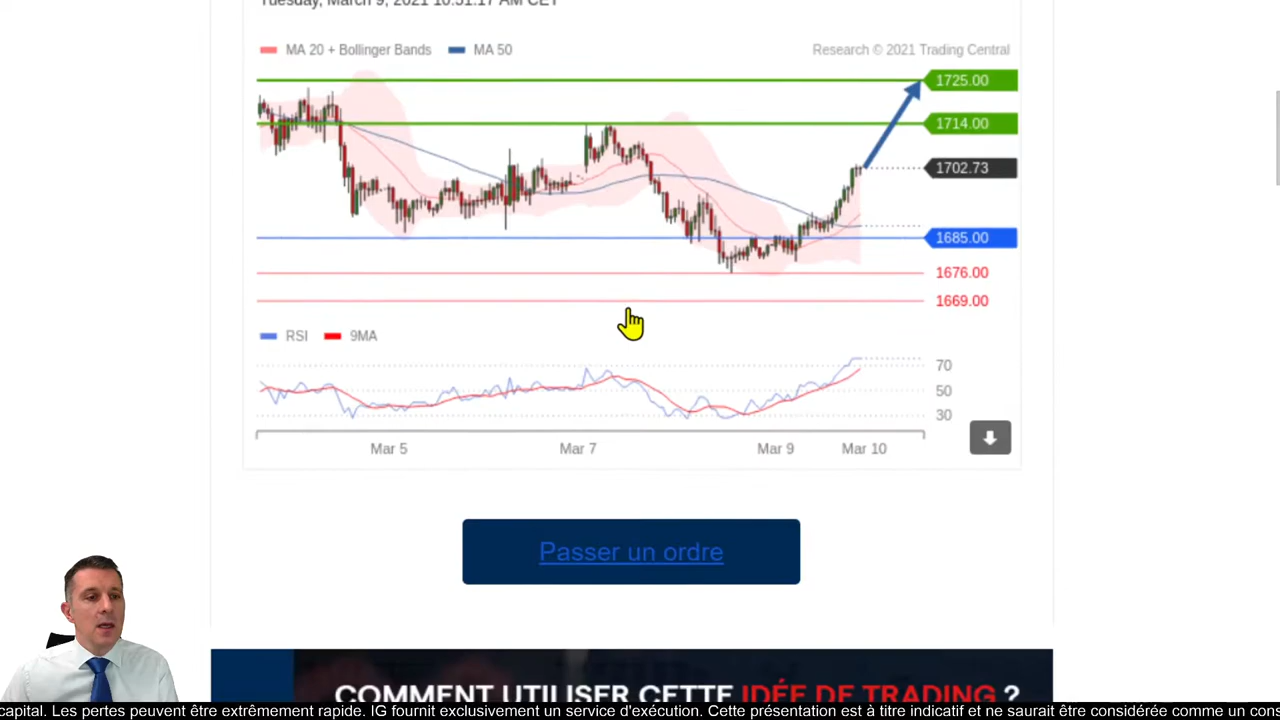 Tuesday, March 9, 2021 10:51:17 AM CET
MA 20 + Bollinger Bands MA 50 Research © 2021 Trading Central
1725.00
1714.00
1702.73
1685.00
1676.00
1669.00
RSI 9MA
70
50
30
Mar 5 Mar 7 Mar 9 Mar 10
Passer un ordre
COMMENT UTILISER CETTE IDÉE DE TRADING ?
capital. Les pertes peuvent être extrêmement rapide. IG fournit exclusivement un service d'exécution. Cette présentation est à titre indicatif et ne saurait être considérée comme un cons